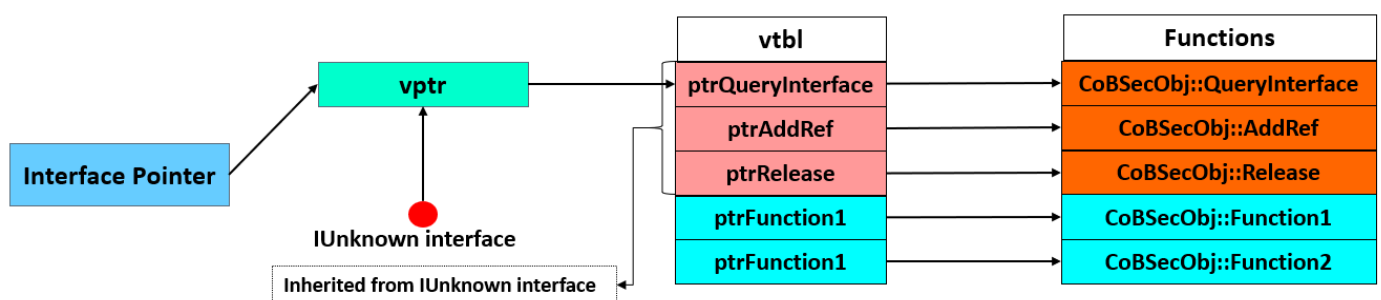 vtbl
Functions
vptr
ptrQueryInterface
CoBSecObj::QueryInterface
ptrAddRef
CoBSecObj::AddRef
Interface Pointer
ptrRelease
CoBSecObj::Release
ptrFunction1
CoBSecObj::Function1
IUnknown interface
ptrFunction1
CoBSecObj::Function2
Inherited from IUnknown interface